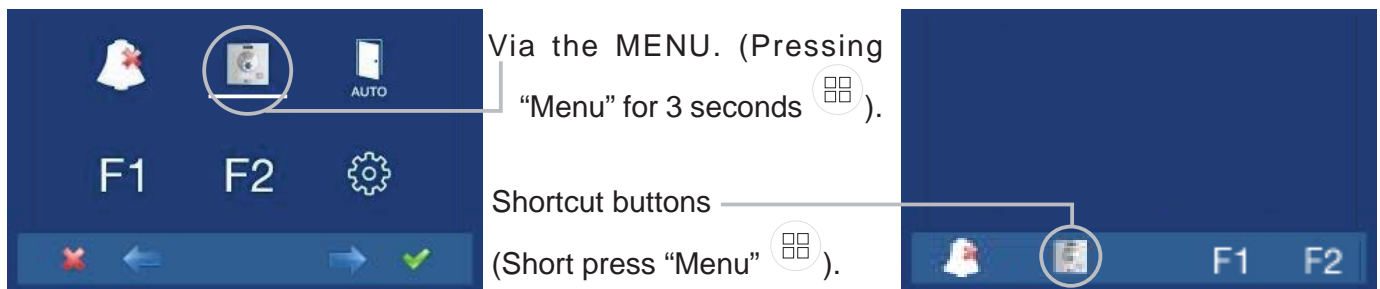 AUTO
F1 F2
Via the MENU. (Pressing
“Menu” for 3 seconds ).
Shortcut buttons
(Short press “Menu” ).
F1 F2